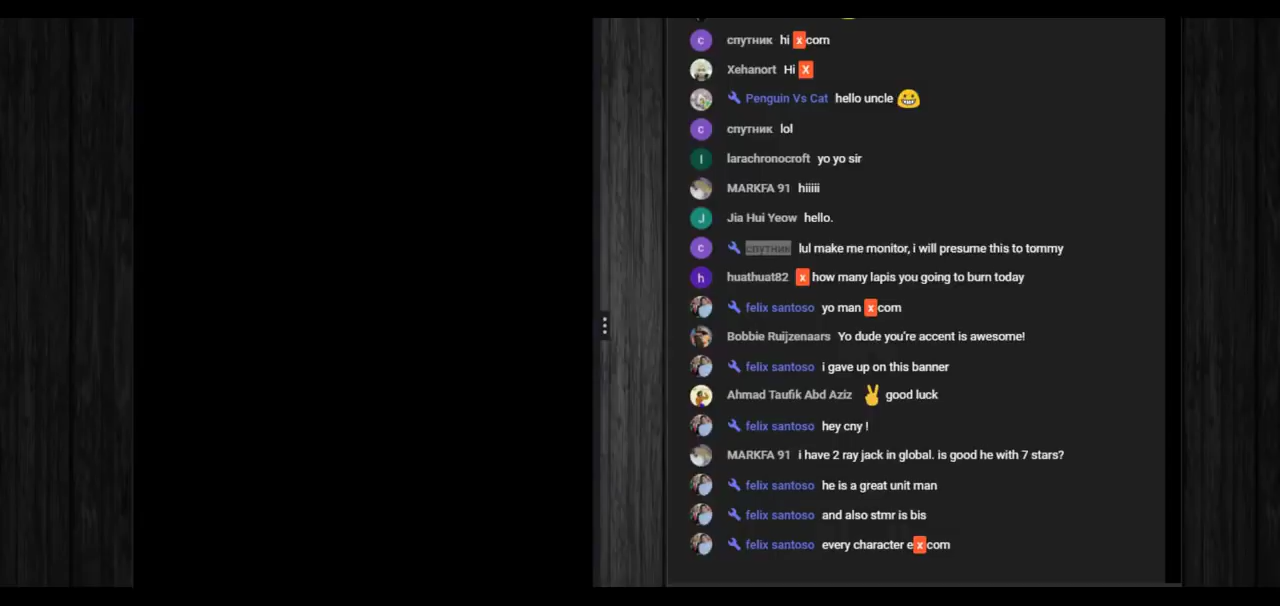 спутник hi xcom
Xehanort Hi X
Penguin Vs Cat hello uncle
спутник lol
larachronocroft yo yo sir
MARKFA 91 hiiiii
Jia Hui Yeow hello.
спутник lul make me monitor, i will presume this to tommy
huathuat82 x how many lapis you going to burn today
felix santoso yo man xcom
Bobbie Ruijzenaars Yo dude you're accent is awesome!
felix santoso i gave up on this banner
Ahmad Taufik Abd Aziz good luck
felix santoso hey cny !
MARKFA 91 i have 2 ray jack in global. is good he with 7 stars?
felix santoso he is a great unit man
felix santoso and also stmr is bis
felix santoso every character excom